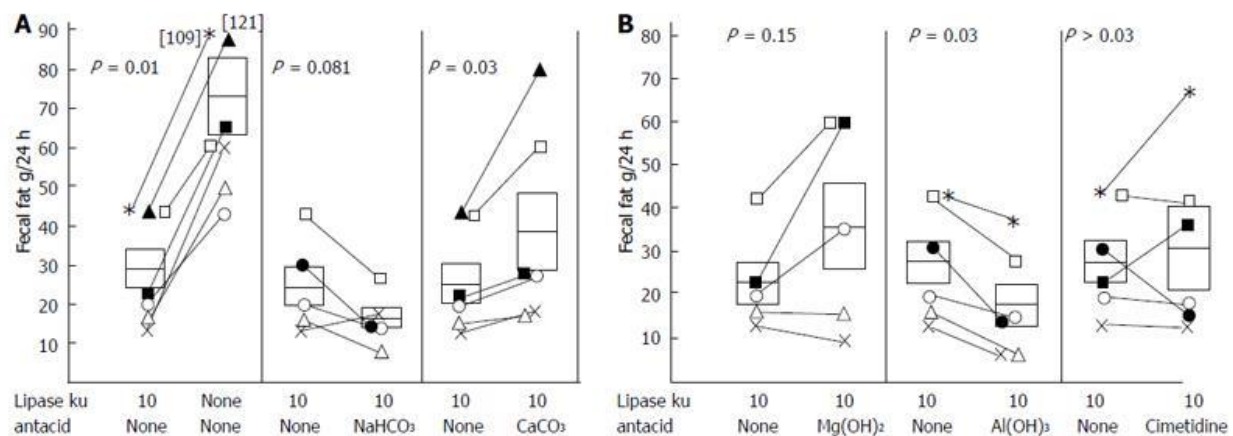 A
B
[109]
[121]
P = 0.01
P = 0.081
P = 0.03
P = 0.15
P = 0.03
P > 0.03
Fecal fat g/24 h
90
80
70
60
50
40
30
20
10
Fecal fat g/24 h
80
70
60
50
40
30
20
10
Lipase ku 10 None 10 10 10 10
antacid None None None NaHCO₃ None CaCO₃
Lipase ku 10 10 10 10 10 10
antacid None Mg(OH)₂ None Al(OH)₃ None Cimetidine